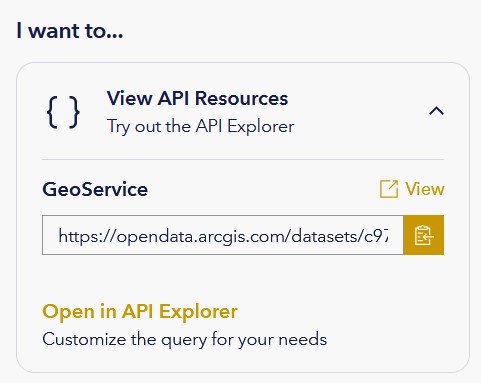 I want to...
{ }
View API Resources
Try out the API Explorer
GeoService
View
https://opendata.arcgis.com/datasets/c97
Open in API Explorer
Customize the query for your needs